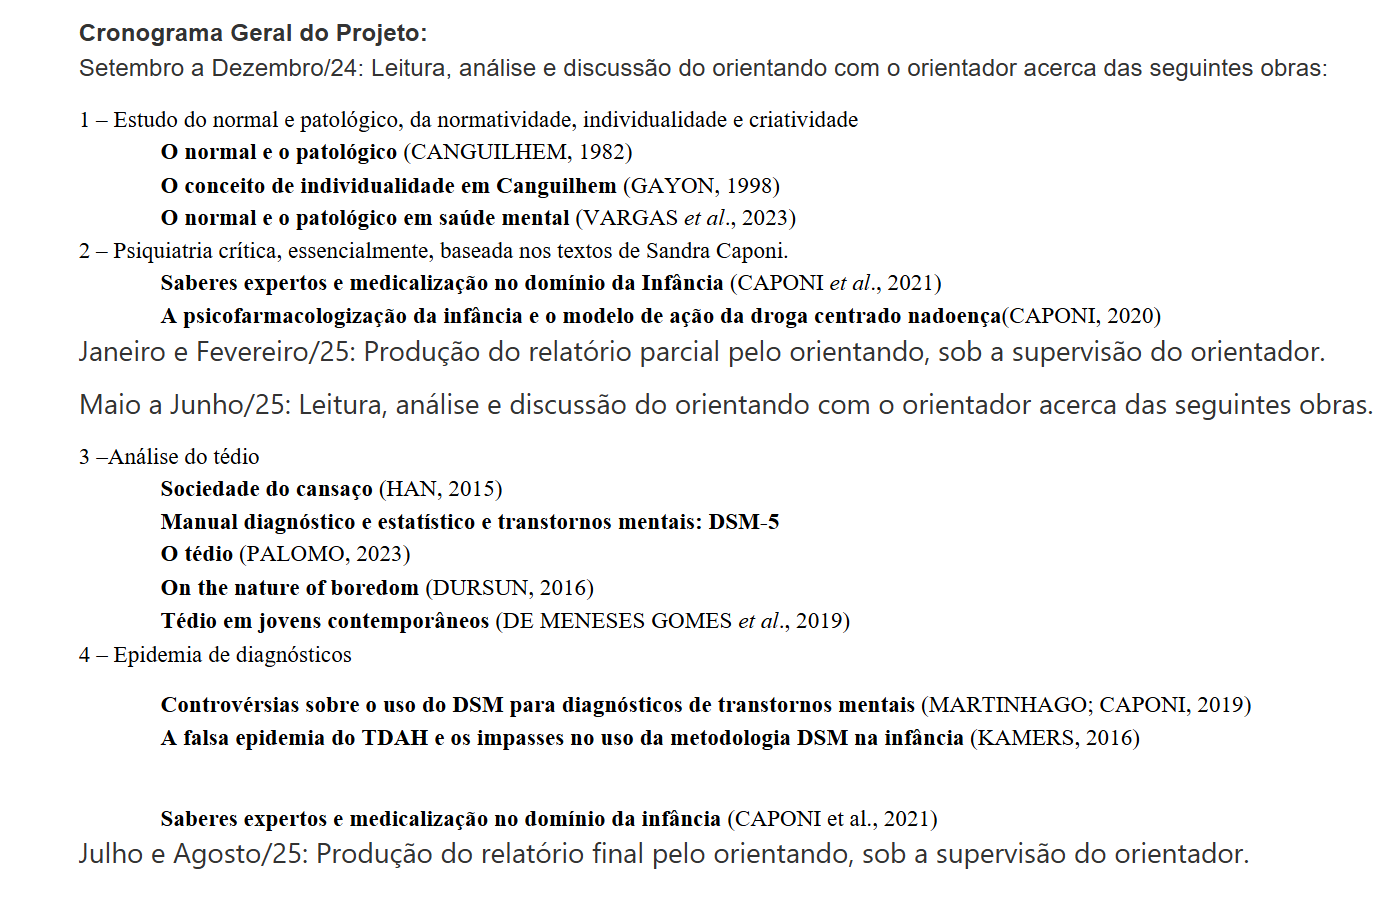 Cronograma Geral do Projeto:
Setembro a Dezembro/24: Leitura, análise e discussão do orientando com o orientador acerca das seguintes obras:
1 – Estudo do normal e patológico, da normatividade, individualidade e criatividade
O normal e o patológico (CANGUILHEM, 1982)
O conceito de individualidade em Canguilhem (GAYON, 1998)
O normal e o patológico em saúde mental (VARGAS et al., 2023)
2 – Psiquiatria crítica, essencialmente, baseada nos textos de Sandra Caponi.
Saberes expertos e medicalização no domínio da Infância (CAPONI et al., 2021)
A psicofarmacologização da infância e o modelo de ação da droga centrado nadoença(CAPONI, 2020)
Janeiro e Fevereiro/25: Produção do relatório parcial pelo orientando, sob a supervisão do orientador.
Maio a Junho/25: Leitura, análise e discussão do orientando com o orientador acerca das seguintes obras.
3 –Análise do tédio
Sociedade do cansaço (HAN, 2015)
Manual diagnóstico e estatístico e transtornos mentais: DSM-5
O tédio (PALOMO, 2023)
On the nature of boredom (DURSUN, 2016)
Tédio em jovens contemporâneos (DE MENESES GOMES et al., 2019)
4 – Epidemia de diagnósticos
Controvérsias sobre o uso do DSM para diagnósticos de transtornos mentais (MARTINHAGO; CAPONI, 2019)
A falsa epidemia do TDAH e os impasses no uso da metodologia DSM na infância (KAMERS, 2016)
Saberes expertos e medicalização no domínio da infância (CAPONI et al., 2021)
Julho e Agosto/25: Produção do relatório final pelo orientando, sob a supervisão do orientador.